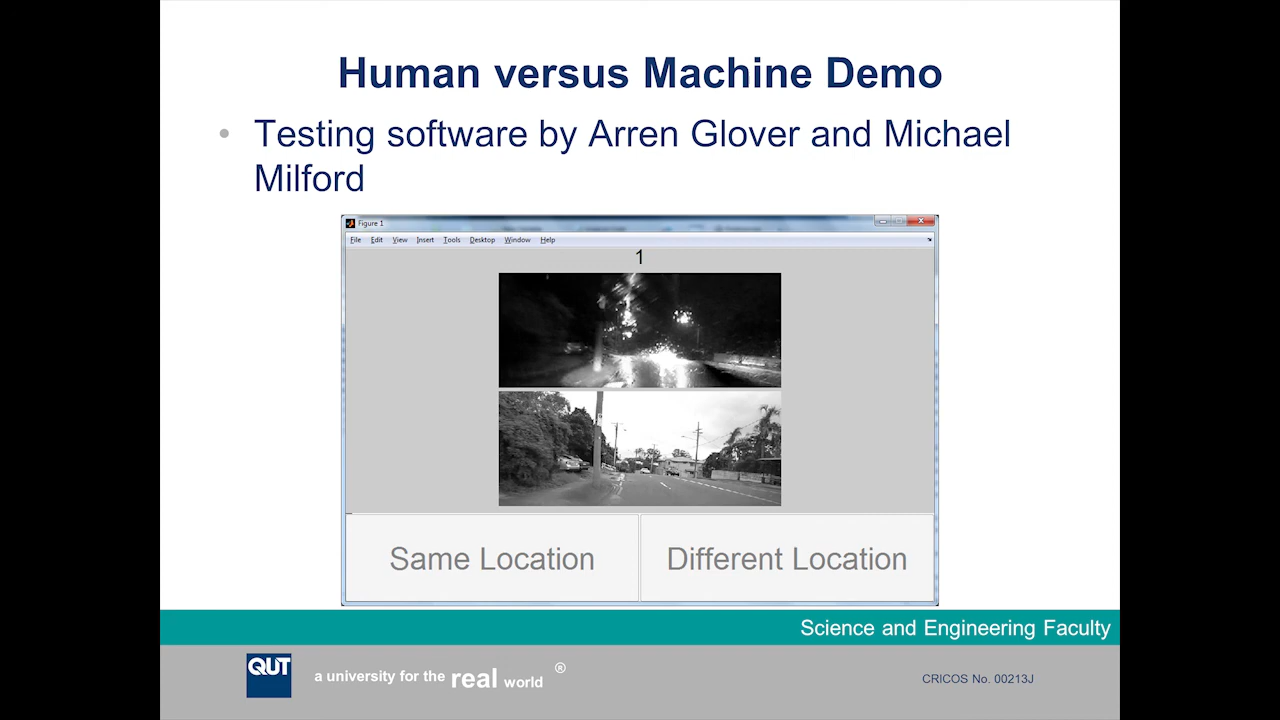 Human versus Machine Demo
• Testing software by Arren Glover and Michael
Milford
Figure 1
File Edit View Insert Tools Desktop Window Help
1
Same Location
Different Location
Science and Engineering Faculty
QUT
a university for the real world ®
CRICOS No. 00213J